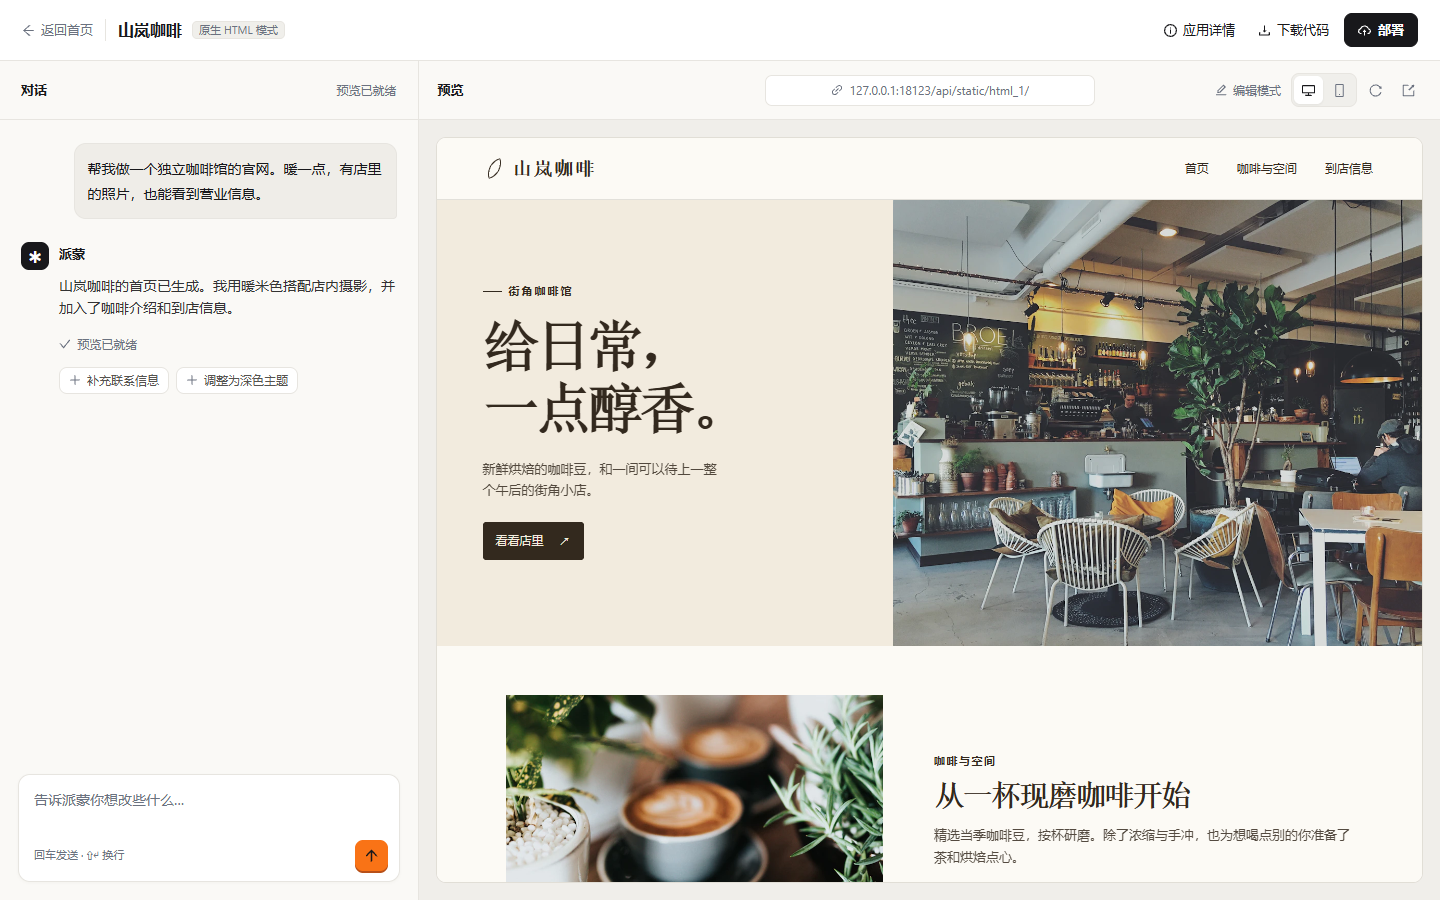 返回首页
山岚咖啡
原生 HTML 模式
应用详情
下载代码
部署
对话
预览已就绪
预览
127.0.0.1:18123/api/static/html_1/
编辑模式
帮我做一个独立咖啡馆的官网。暖一点，有店里
的照片，也能看到营业信息。
派蒙
山岚咖啡的首页已生成。我用暖米色搭配店内摄影，并
加入了咖啡介绍和到店信息。
预览已就绪
补充联系信息
调整为深色主题
告诉派蒙你想改些什么...
回车发送 · ⇧↵ 换行
山岚咖啡
首页
咖啡与空间
到店信息
街角咖啡馆
给日常，
一点醇香。
新鲜烘焙的咖啡豆，和一间可以待上一整
个午后的街角小店。
看看店里 ↗
咖啡与空间
从一杯现磨咖啡开始
精选当季咖啡豆，按杯研磨。除了浓缩与手冲，也为想喝点别的你准备了
茶和烘焙点心。